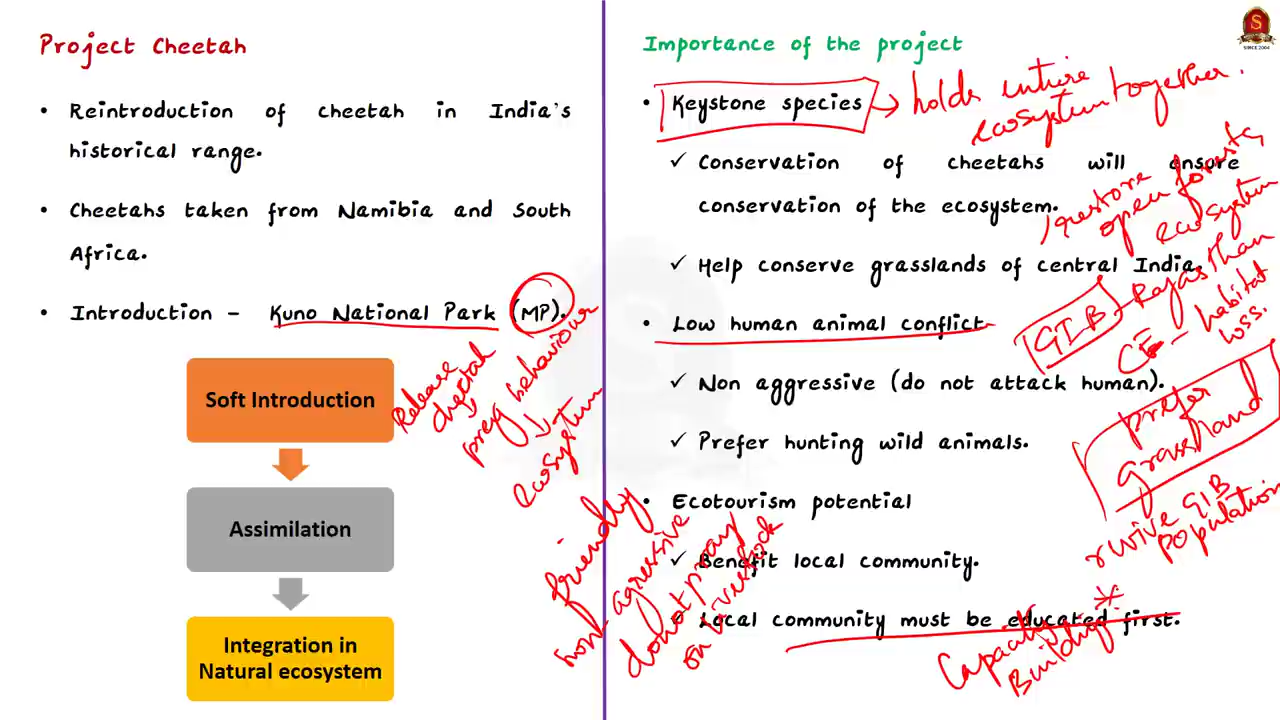 Project Cheetah
• Reintroduction of cheetah in India's
historical range.
• Cheetahs taken from Namibia and South
Africa.
• Introduction - Kuno National Park (MP).
Soft Introduction
Assimilation
Integration in
Natural ecosystem
Release
cheetah
prey behaviour
ecosystem
Importance of the project
• Keystone species
holds entire
ecosystem together.
✓ Conservation of cheetahs will ensure
conservation of the ecosystem.
restore
open forests
ecosystem
✓ Help conserve grasslands of central India.
• Low human animal conflict
GIB - Rajasthan
CE - habitat
loss.
✓ Non aggressive (do not attack human).
prefer
grassland
✓ Prefer hunting wild animals.
revive GIB
population
• Ecotourism potential
✓ Benefit local community.
Local community must be educated first.
friendly
non agressive
donot pray
on livestock
Capacity
Building *
S
SINCE 2004